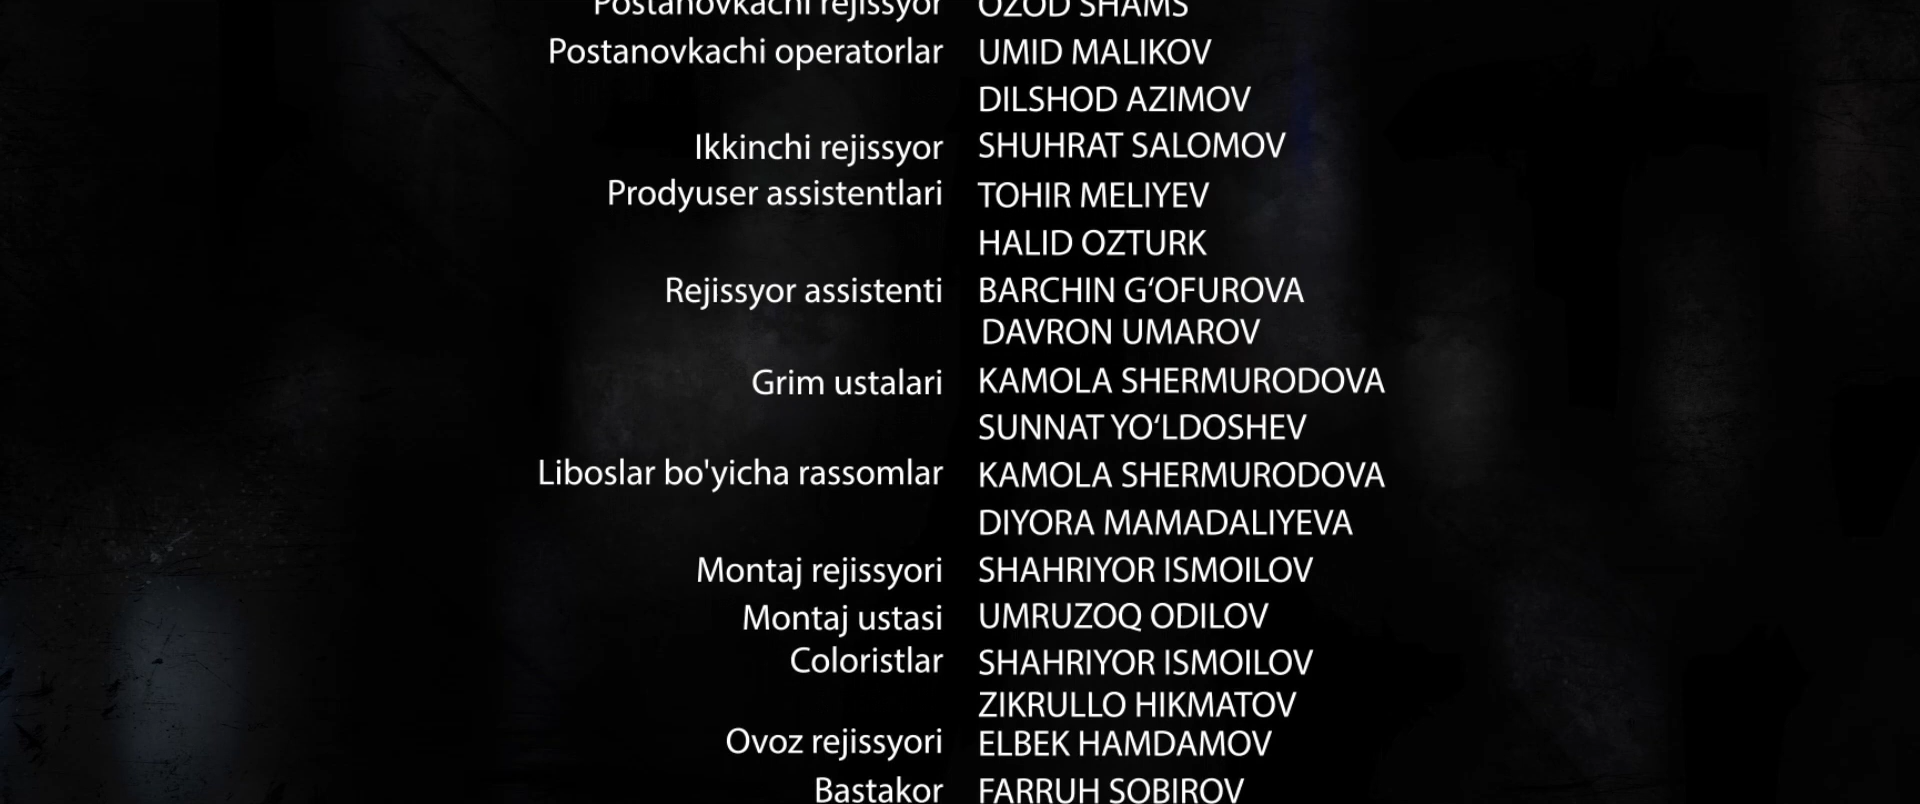 Postanovkachi rejissyor OZOD SHAMS
Postanovkachi operatorlar UMID MALIKOV
DILSHOD AZIMOV
Ikkinchi rejissyor SHUHRAT SALOMOV
Prodyuser assistentlari TOHIR MELIYEV
HALID OZTURK
Rejissyor assistenti BARCHIN G‘OFUROVA
DAVRON UMAROV
Grim ustalari KAMOLA SHERMURODOVA
SUNNAT YO‘LDOSHEV
Liboslar bo'yicha rassomlar KAMOLA SHERMURODOVA
DIYORA MAMADALIYEVA
Montaj rejissyori SHAHRIYOR ISMOILOV
Montaj ustasi UMRUZOQ ODILOV
Coloristlar SHAHRIYOR ISMOILOV
ZIKRULLO HIKMATOV
Ovoz rejissyori ELBEK HAMDAMOV
Bastakor FARRUH SOBIROV